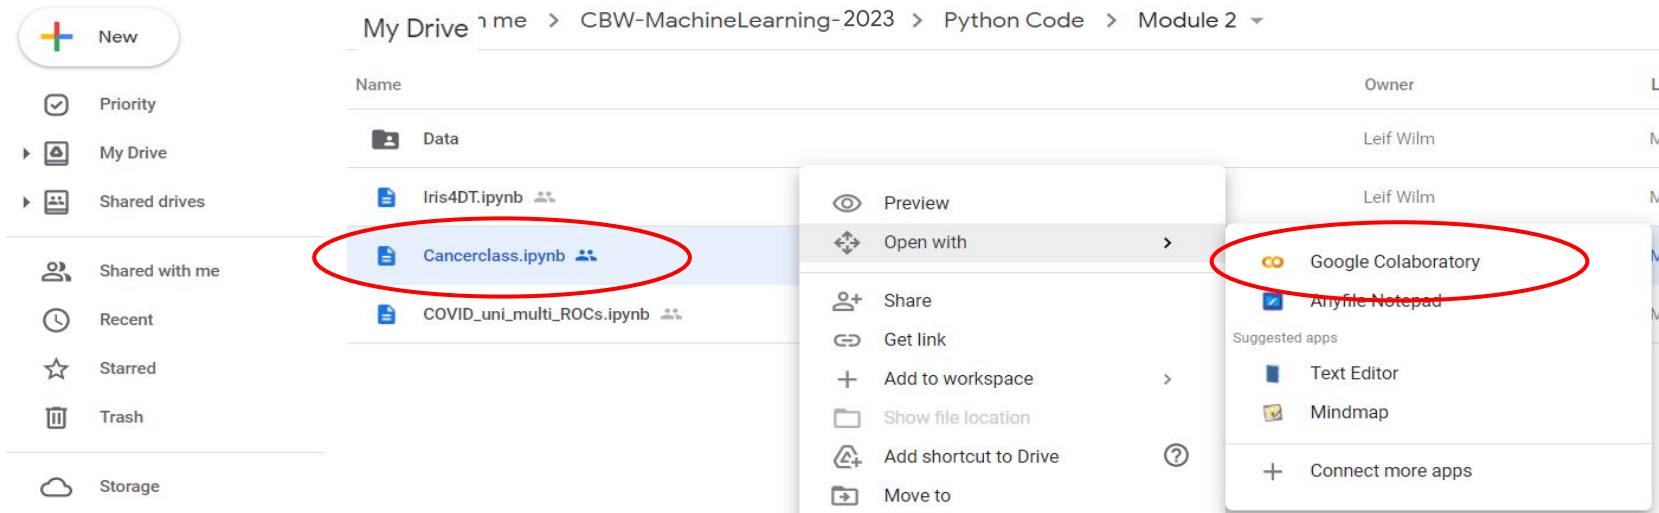 New
Priority
My Drive
Shared drives
Shared with me
Recent
Starred
Trash
Storage
My Drive n me > CBW-MachineLearning-2023 > Python Code > Module 2
Name Owner L
Data Leif Wilm M
Iris4DT.ipynb Leif Wilm M
Cancerclass.ipynb M
COVID_uni_multi_ROCs.ipynb M
Preview
Open with
Share
Get link
Add to workspace
Show file location
Add shortcut to Drive
Move to
Google Colaboratory
Anyfile Notepad
Suggested apps
Text Editor
Mindmap
Connect more apps